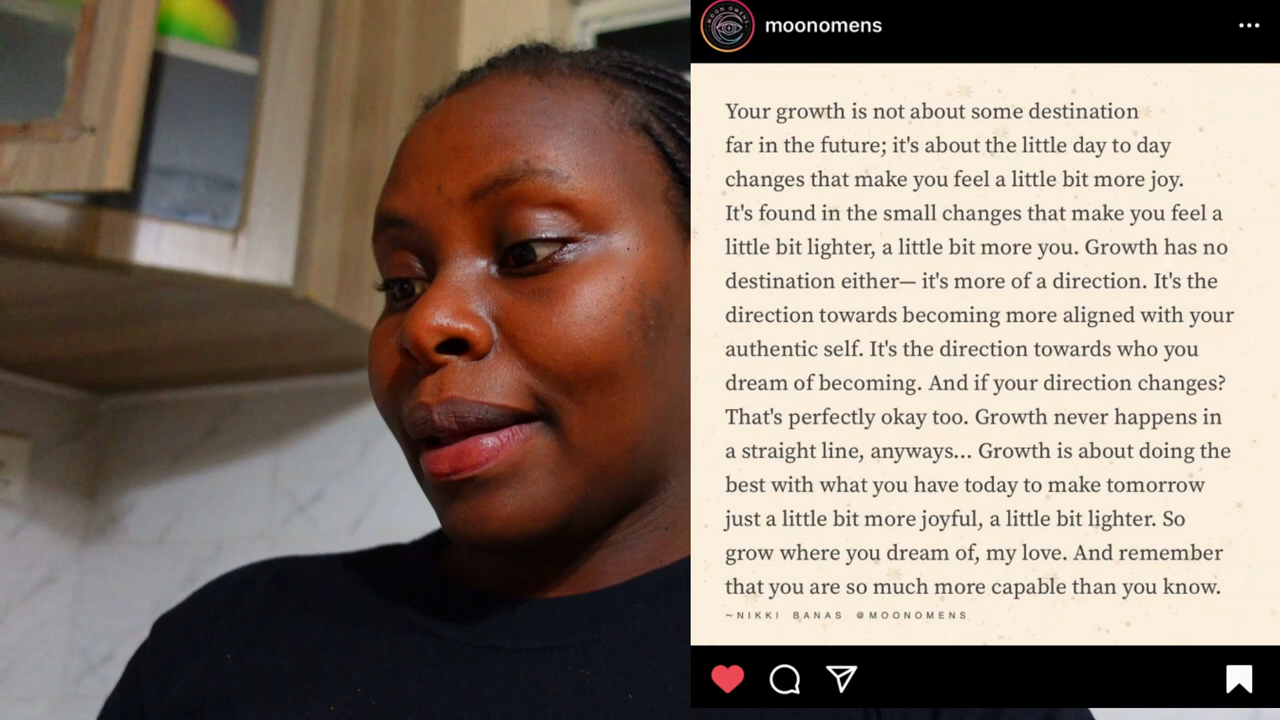 MOON OMENS
moonomens
Your growth is not about some destination
far in the future; it's about the little day to day
changes that make you feel a little bit more joy.
It's found in the small changes that make you feel a
little bit lighter, a little bit more you. Growth has no
destination either— it's more of a direction. It's the
direction towards becoming more aligned with your
authentic self. It's the direction towards who you
dream of becoming. And if your direction changes?
That's perfectly okay too. Growth never happens in
a straight line, anyways... Growth is about doing the
best with what you have today to make tomorrow
just a little bit more joyful, a little bit lighter. So
grow where you dream of, my love. And remember
that you are so much more capable than you know.
~NIKKI BANAS @MOONOMENS